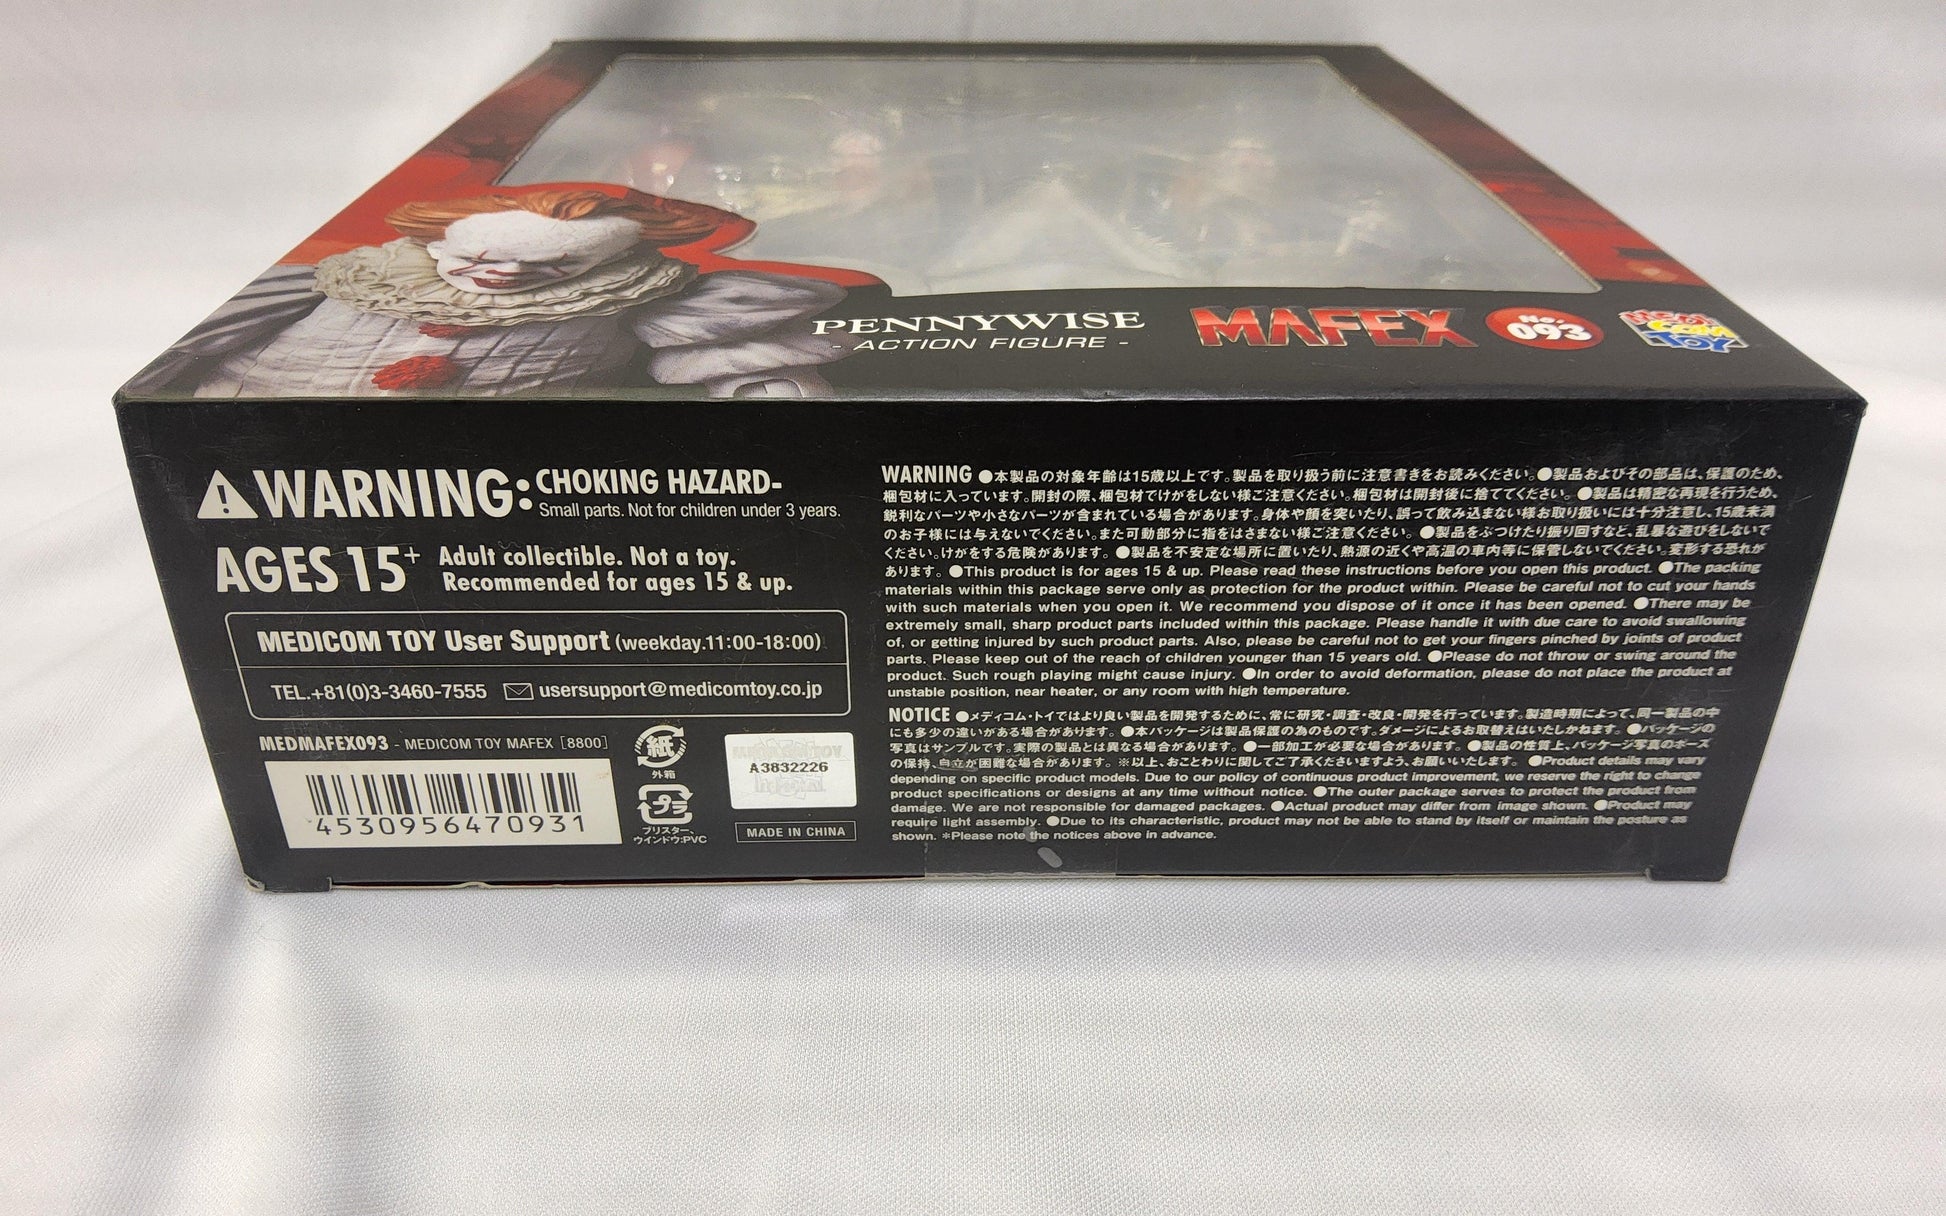 PENNYWISE
- ACTION FIGURE -
MAFEX
No. 093
MEDI
COM
TOY
WARNING: CHOKING HAZARD-
Small parts. Not for children under 3 years.
AGES 15+ Adult collectible. Not a toy.
Recommended for ages 15 & up.
MEDICOM TOY User Support (weekday.11:00-18:00)
TEL.+81(0)3-3460-7555 usersupport@medicomtoy.co.jp
MEDMAFEX093 - MEDICOM TOY MAFEX [8800]
4530956470931
紙
外箱
プラ
ブリスター、
ウインドウ:PVC
MEDICOM TOY
A3832226
MADE IN CHINA
WARNING ●本製品の対象年齢は15歳以上です。製品を取り扱う前に注意書きをお読みください。●製品およびその部品は、保護のため、
梱包材に入っています。開封の際、梱包材でけがをしない様ご注意ください。梱包材は開封後に捨ててください。●製品は精密な再現を行うため、
鋭利なパーツや小さなパーツが含まれている場合があります。身体や顔を突いたり、誤って飲み込まない様お取り扱いには十分注意し、15歳未満
のお子様には与えないでください。また可動部分に指をはさまない様ご注意ください。●製品をぶつけたり振り回すなど、乱暴な遊びをしないで
ください。けがをする危険があります。●製品を不安定な場所に置いたり、熱源の近くや高温の車内等に保管しないでください。変形する恐れが
あります。●This product is for ages 15 & up. Please read these instructions before you open this product. ●The packing
materials within this package serve only as protection for the product within. Please be careful not to cut your hands
with such materials when you open it. We recommend you dispose of it once it has been opened. ●There may be
extremely small, sharp product parts included within this package. Please handle it with due care to avoid swallowing
of, or getting injured by such product parts. Also, please be careful not to get your fingers pinched by joints of product
parts. Please keep out of the reach of children younger than 15 years old. ●Please do not throw or swing around the
product. Such rough playing might cause injury. ●In order to avoid deformation, please do not place the product at
unstable position, near heater, or any room with high temperature.
NOTICE ●メディコム・トイではより良い製品を開発するために、常に研究・調査・改良・開発を行っています。製造時期によって、同一製品の中
にも多少の違いがある場合があります。●本パッケージは製品保護の為のものです。ダメージによるお取替えはいたしかねます。●パッケージの
写真はサンプルです。実際の製品とは異なる場合があります。●一部加工が必要な場合があります。●製品の性質上、パッケージ写真のポーズ
の保持、自立が困難な場合があります。※以上、おことわりに関してご了承くださいますよう、お願いいたします。●Product details may vary
depending on specific product models. Due to our policy of continuous product improvement, we reserve the right to change
product specifications or designs at any time without notice. ●The outer package serves to protect the product from
damage. We are not responsible for damaged packages. ●Actual product may differ from image shown. ●Product may
require light assembly. ●Due to its characteristic, product may not be able to stand by itself or maintain the posture as
shown. *Please note the notices above in advance.